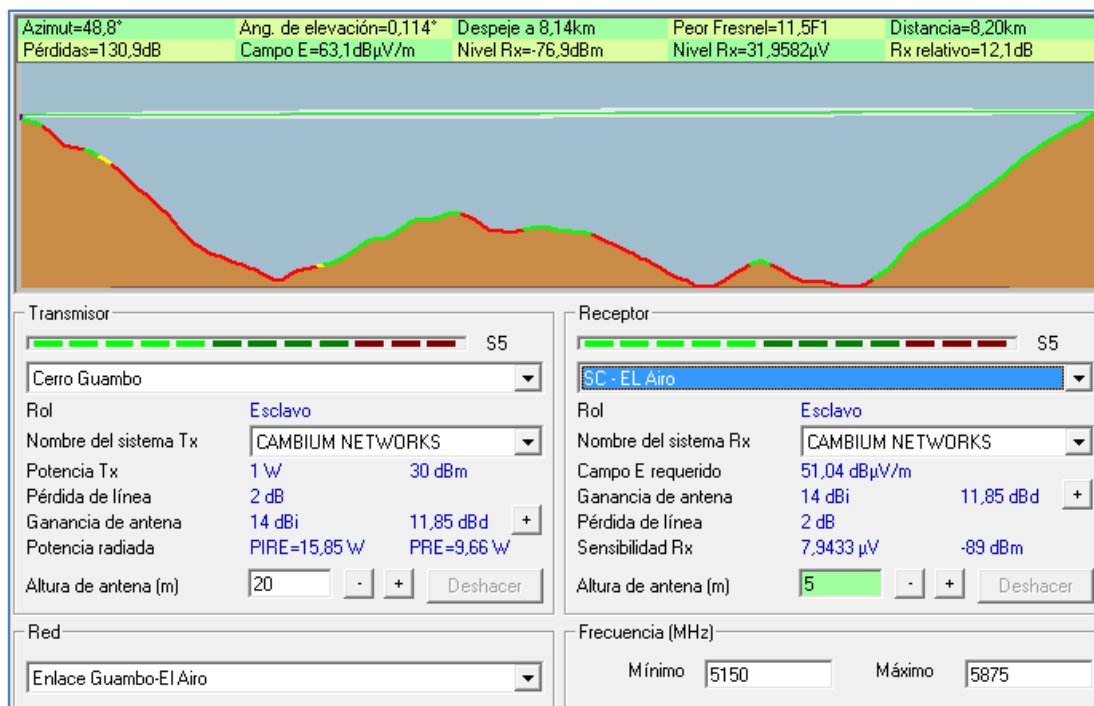 Azimut=48,8° Ang. de elevación=0,114° Despeje a 8,14km Peor Fresnel=11,5F1 Distancia=8,20km
Pérdidas=130,9dB Campo E=63,1dBµV/m Nivel Rx=-76,9dBm Nivel Rx=31,9582µV Rx relativo=12,1dB
Transmisor
S5
Cerro Guambo
Rol Esclavo
Nombre del sistema Tx CAMBIUM NETWORKS
Potencia Tx 1 W 30 dBm
Pérdida de línea 2 dB
Ganancia de antena 14 dBi 11,85 dBd +
Potencia radiada PIRE=15,85 W PRE=9,66 W
Altura de antena (m) 20 - + Deshacer
Receptor
S5
SC - EL Airo
Rol Esclavo
Nombre del sistema Rx CAMBIUM NETWORKS
Campo E requerido 51,04 dBµV/m
Ganancia de antena 14 dBi 11,85 dBd +
Pérdida de línea 2 dB
Sensibilidad Rx 7,9433 µV -89 dBm
Altura de antena (m) 5 - + Deshacer
Red
Enlace Guambo-El Airo
Frecuencia (MHz)
Mínimo 5150 Máximo 5875